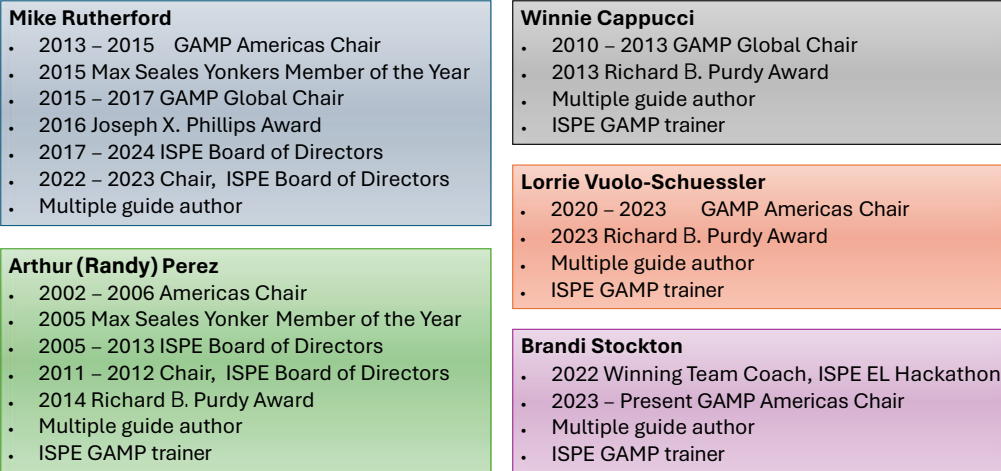 Mike Rutherford
• 2013 – 2015 GAMP Americas Chair
• 2015 Max Seales Yonkers Member of the Year
• 2015 – 2017 GAMP Global Chair
• 2016 Joseph X. Phillips Award
• 2017 – 2024 ISPE Board of Directors
• 2022 – 2023 Chair, ISPE Board of Directors
• Multiple guide author
Arthur (Randy) Perez
• 2002 – 2006 Americas Chair
• 2005 Max Seales Yonker Member of the Year
• 2005 – 2013 ISPE Board of Directors
• 2011 – 2012 Chair, ISPE Board of Directors
• 2014 Richard B. Purdy Award
• Multiple guide author
• ISPE GAMP trainer
Winnie Cappucci
• 2010 – 2013 GAMP Global Chair
• 2013 Richard B. Purdy Award
• Multiple guide author
• ISPE GAMP trainer
Lorrie Vuolo-Schuessler
• 2020 – 2023 GAMP Americas Chair
• 2023 Richard B. Purdy Award
• Multiple guide author
• ISPE GAMP trainer
Brandi Stockton
• 2022 Winning Team Coach, ISPE EL Hackathon
• 2023 – Present GAMP Americas Chair
• Multiple guide author
• ISPE GAMP trainer